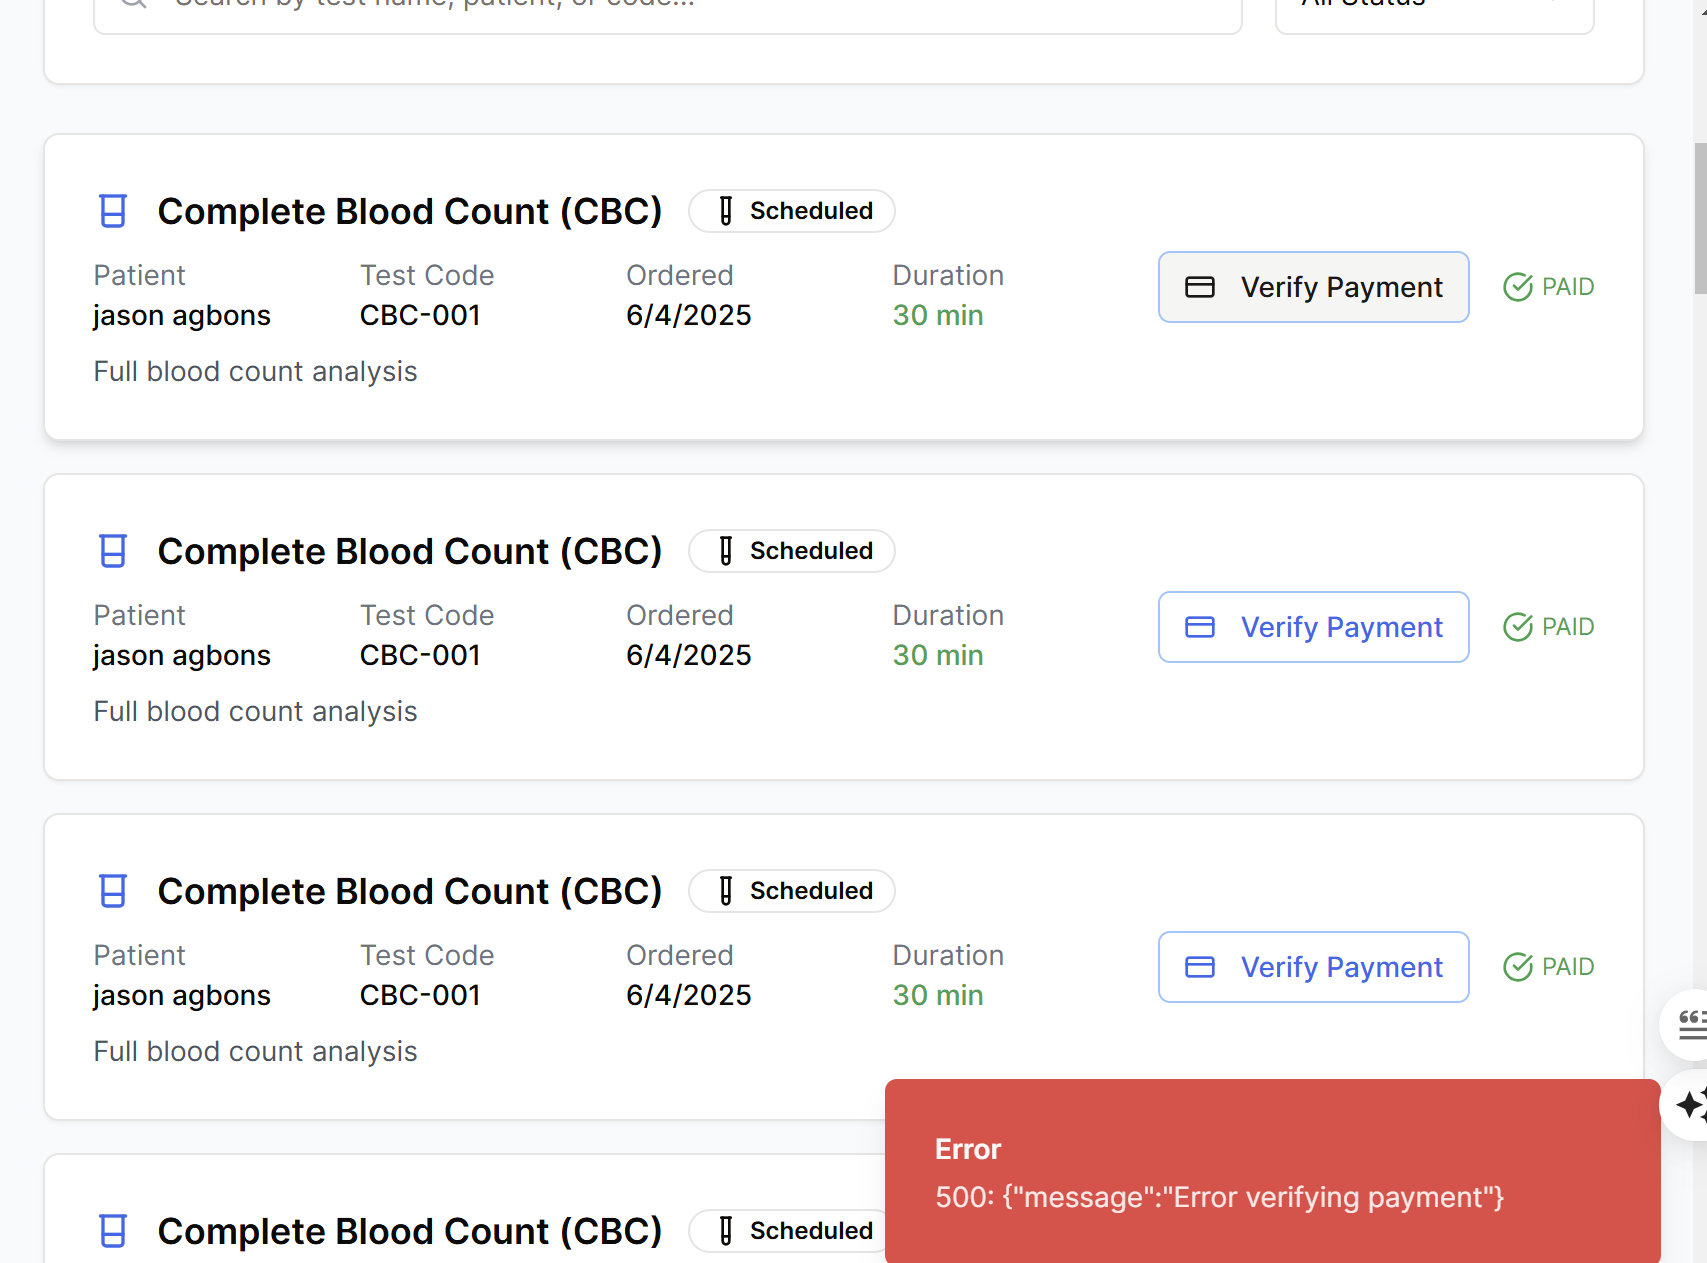 Search by test name, patient, or code...
All Status
Complete Blood Count (CBC)
Scheduled
Patient
Test Code
Ordered
Duration
jason agbons
CBC-001
6/4/2025
30 min
Verify Payment
PAID
Full blood count analysis
Complete Blood Count (CBC)
Scheduled
Patient
Test Code
Ordered
Duration
jason agbons
CBC-001
6/4/2025
30 min
Verify Payment
PAID
Full blood count analysis
Complete Blood Count (CBC)
Scheduled
Patient
Test Code
Ordered
Duration
jason agbons
CBC-001
6/4/2025
30 min
Verify Payment
PAID
Full blood count analysis
Complete Blood Count (CBC)
Scheduled
Error
500: {"message":"Error verifying payment"}